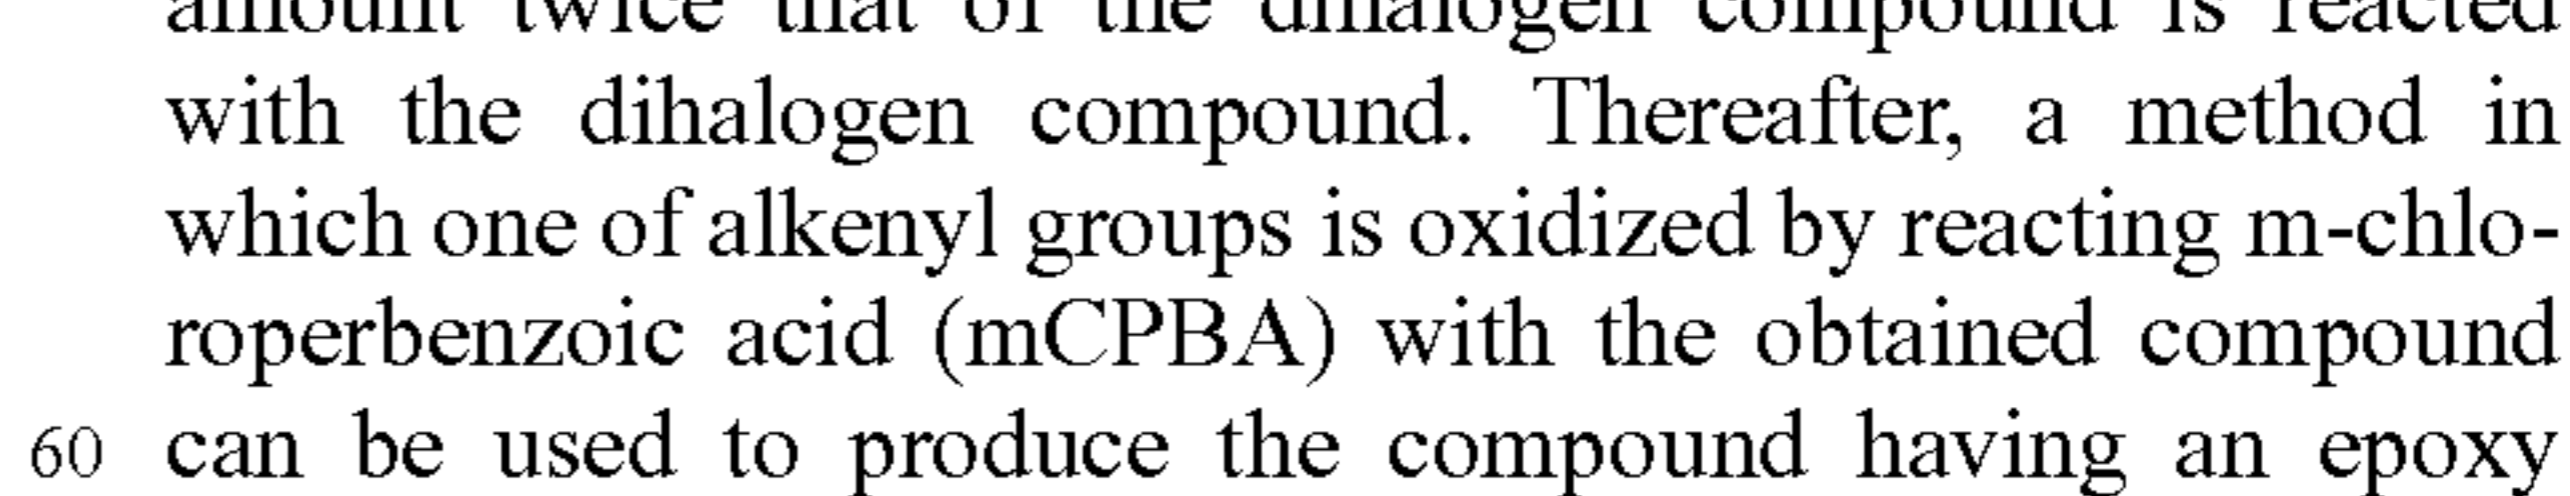 amount twice that of the dihalogen compound is reacted
with the dihalogen compound. Thereafter, a method in
which one of alkenyl groups is oxidized by reacting m-chlo-
roperbenzoic acid (mCPBA) with the obtained compound
60 can be used to produce the compound having an epoxy